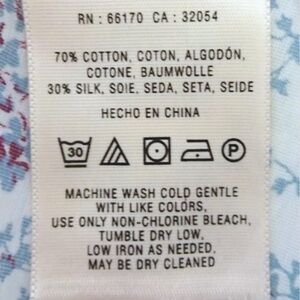 RN : 66170 CA : 32054
70% COTTON, COTON, ALGODÓN,
COTONE, BAUMWOLLE
30% SILK, SOIE, SEDA, SETA, SEIDE
HECHO EN CHINA
30 P
MACHINE WASH COLD GENTLE
WITH LIKE COLORS,
USE ONLY NON-CHLORINE BLEACH,
TUMBLE DRY LOW,
LOW IRON AS NEEDED,
MAY BE DRY CLEANED